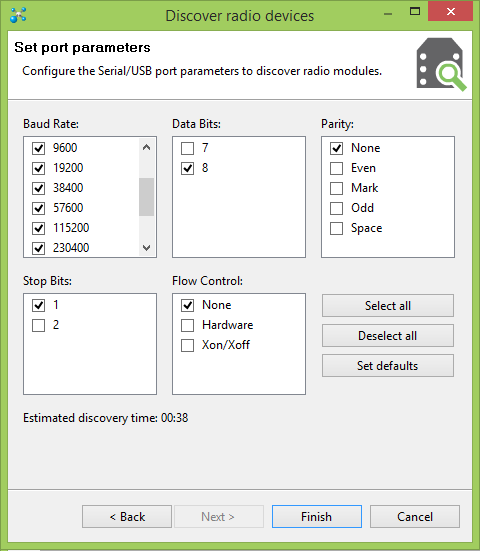 Discover radio devices
Set port parameters
Configure the Serial/USB port parameters to discover radio modules.
Baud Rate:
9600
19200
38400
57600
115200
230400
Data Bits:
7
8
Parity:
None
Even
Mark
Odd
Space
Stop Bits:
1
2
Flow Control:
None
Hardware
Xon/Xoff
Select all
Deselect all
Set defaults
Estimated discovery time: 00:38
< Back
Next >
Finish
Cancel